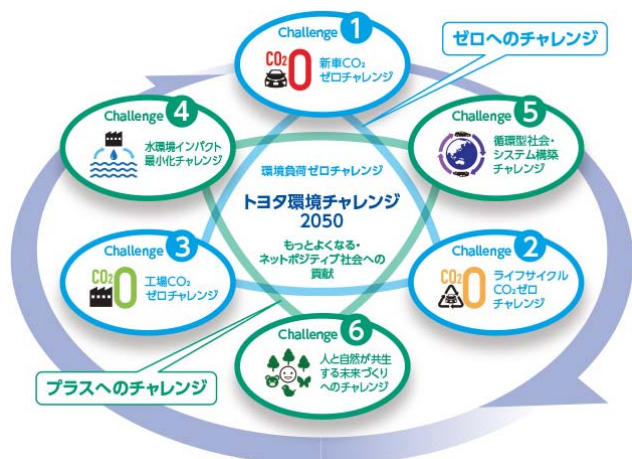 Challenge 1
CO₂ 0
新車CO₂
ゼロチャレンジ
ゼロへのチャレンジ
Challenge 4
水環境インパクト
最小化チャレンジ
Challenge 5
循環型社会・
システム構築
チャレンジ
環境負荷ゼロチャレンジ
トヨタ環境チャレンジ
2050
もっとよくなる・
ネットポジティブ社会への
貢献
Challenge 3
CO₂ 0
工場CO₂
ゼロチャレンジ
Challenge 2
CO₂ 0
ライフサイクル
CO₂ゼロ
チャレンジ
Challenge 6
人と自然が共生
する未来づくり
へのチャレンジ
プラスへのチャレンジ